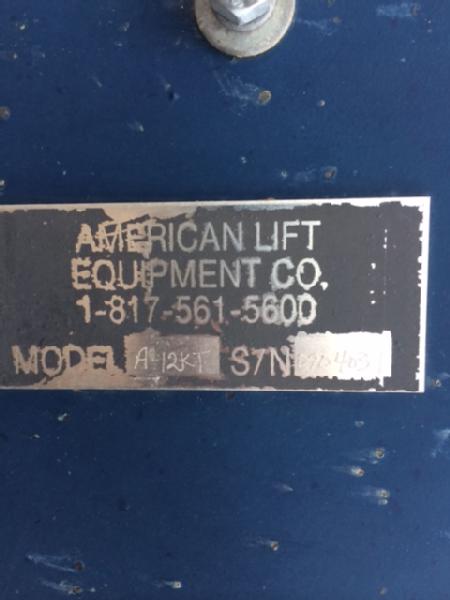 AMERICAN LIFT
EQUIPMENT CO.
1-817-561-5600
MODEL A-12KT S/N